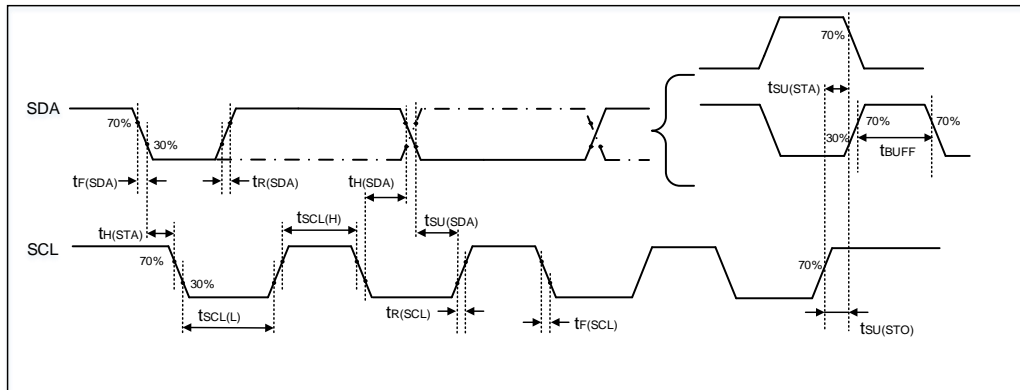 70%
tSU(STA)
SDA
70%
30%
30%
70%
70%
tBUFF
tF(SDA)
tR(SDA)
tH(SDA)
tH(STA)
tSCL(H)
tSU(SDA)
SCL
70%
30%
70%
tSCL(L)
tR(SCL)
tF(SCL)
tSU(STO)